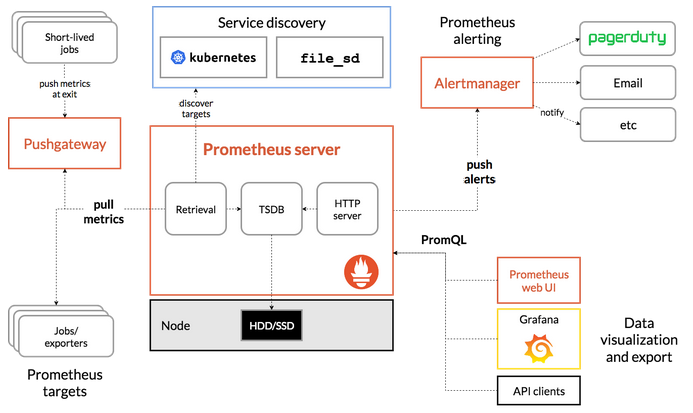 Short-lived
jobs
push metrics
at exit
Pushgateway
pull
metrics
Jobs/
exporters
Prometheus
targets
Service discovery
kubernetes
file_sd
discover
targets
Prometheus server
Retrieval
TSDB
HTTP
server
Node
HDD/SSD
Prometheus
alerting
Alertmanager
pagerduty
Email
notify
etc
push
alerts
PromQL
Prometheus
web UI
Grafana
API clients
Data
visualization
and export